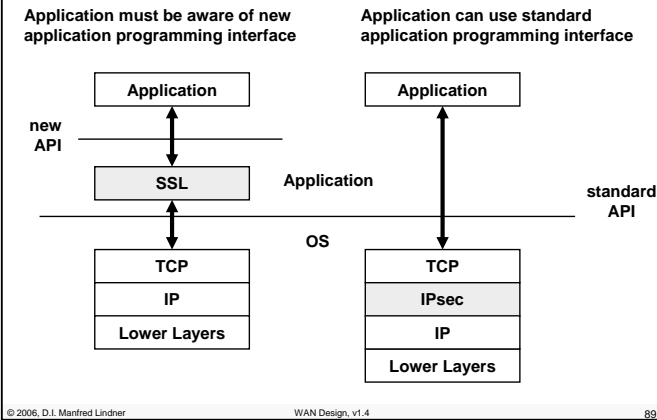 Application must be aware of new
application programming interface
Application can use standard
application programming interface
Application
new
API
SSL
TCP
IP
Lower Layers
Application
OS
Application
standard
API
TCP
IPsec
IP
Lower Layers
© 2006, D.I. Manfred Lindner
WAN Design, v1.4
89